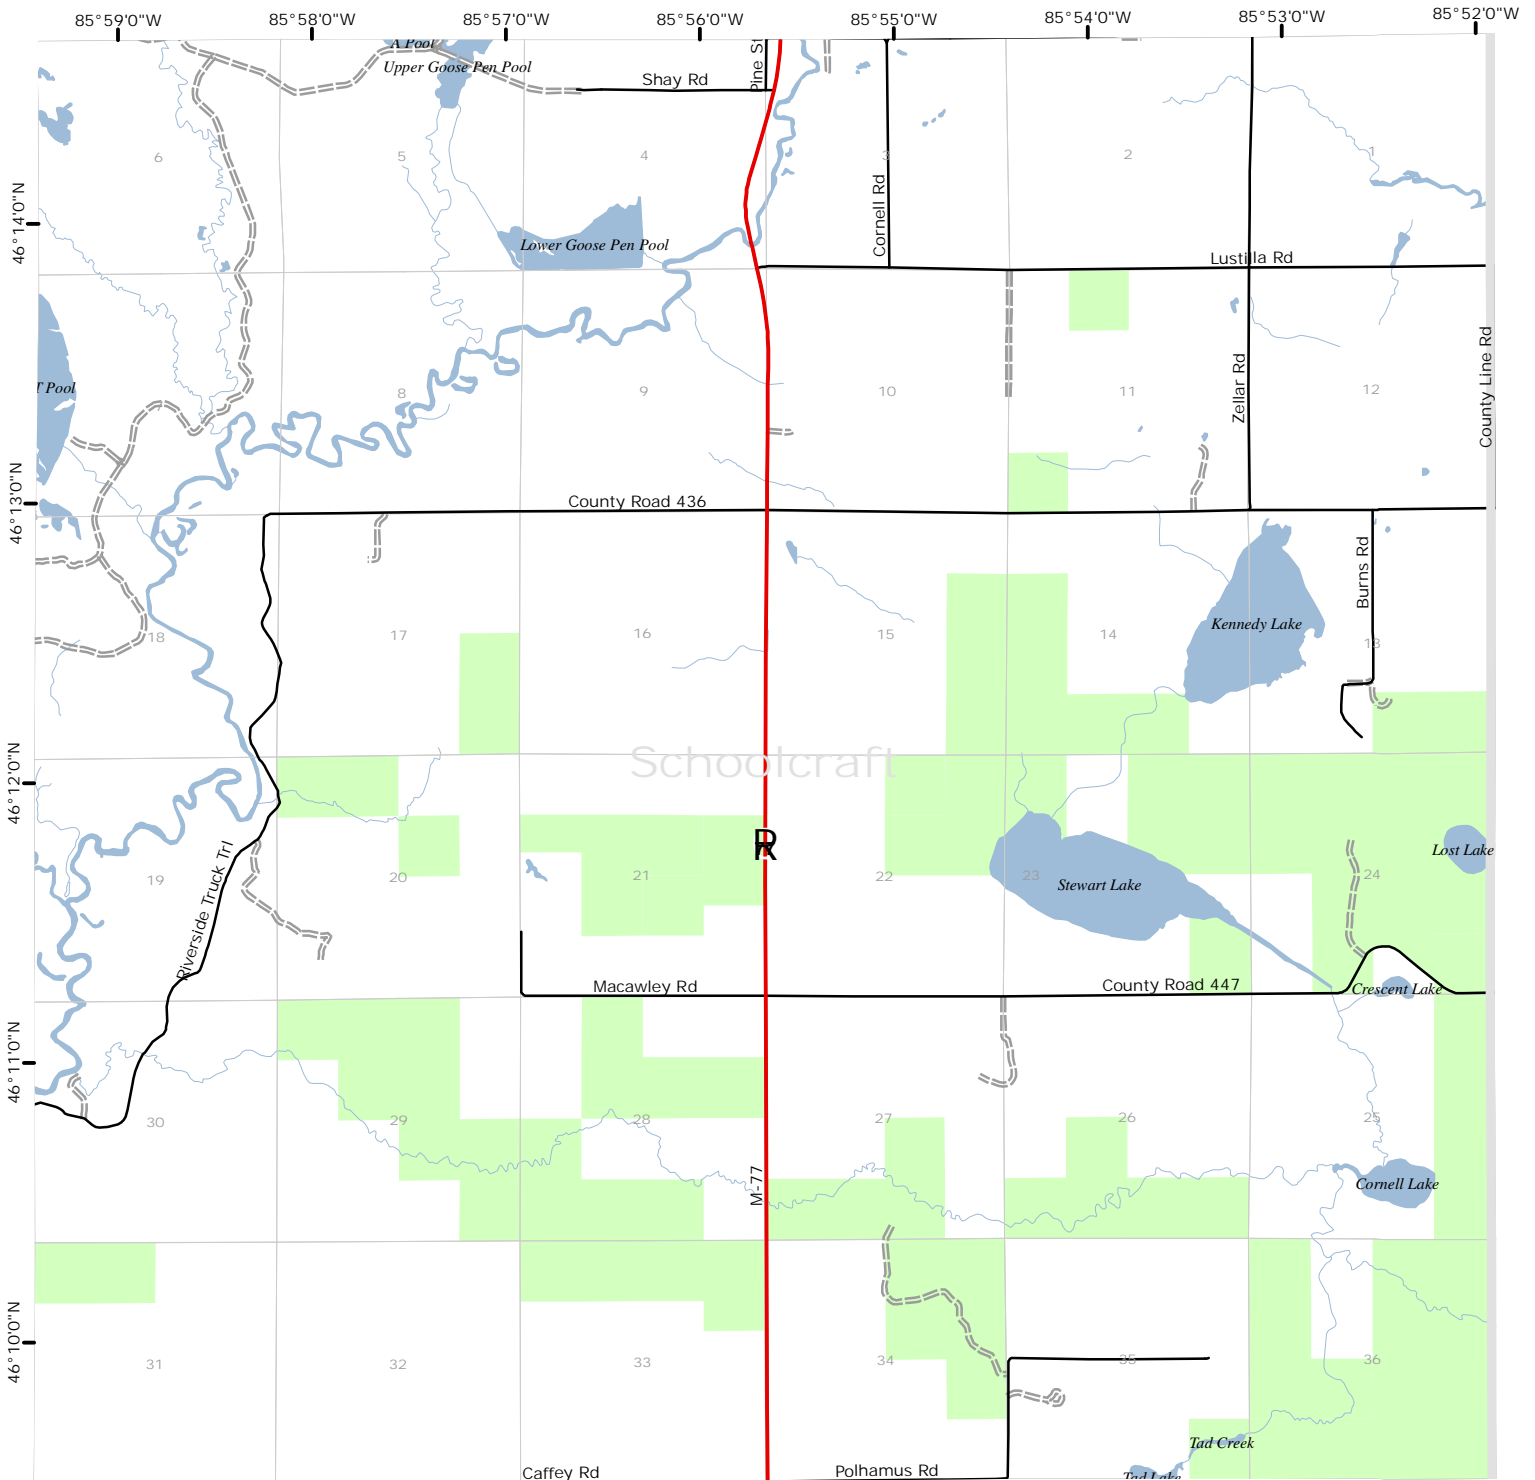 85°59'0"W 85°58'0"W 85°57'0"W 85°56'0"W 85°55'0"W 85°54'0"W 85°53'0"W 85°52'0"W
A Pool
Upper Goose Pen Pool
Shay Rd
Pine St
6
5
4
3
2
1
46°14'0"N
Cornell Rd
Lower Goose Pen Pool
Lustilla Rd
T Pool
8
9
10
11
12
Zellar Rd
County Line Rd
46°13'0"N
County Road 436
Burns Rd
Kennedy Lake
18
17
16
15
14
13
46°12'0"N
Schoolcraft
R
Lost Lake
19
20
21
22
23
24
Stewart Lake
Riverside Truck Trl
Macawley Rd
County Road 447
Crescent Lake
46°11'0"N
30
29
28
27
26
25
M-77
Cornell Lake
46°10'0"N
31
32
33
34
35
36
Tad Creek
Caffey Rd
Polhamus Rd
Tad Lake